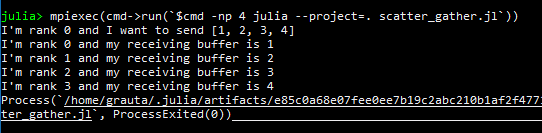 julia> mpiexec(cmd->run(`$cmd -np 4 julia --project=. scatter_gather.jl`))
I'm rank 0 and I want to send [1, 2, 3, 4]
I'm rank 0 and my receiving buffer is 1
I'm rank 1 and my receiving buffer is 2
I'm rank 2 and my receiving buffer is 3
I'm rank 3 and my receiving buffer is 4
Process(`/home/grauta/.julia/artifacts/e85c0a68e07fee0ee7b19c2abc210b1af2f4771
ter_gather.jl`, ProcessExited(0))